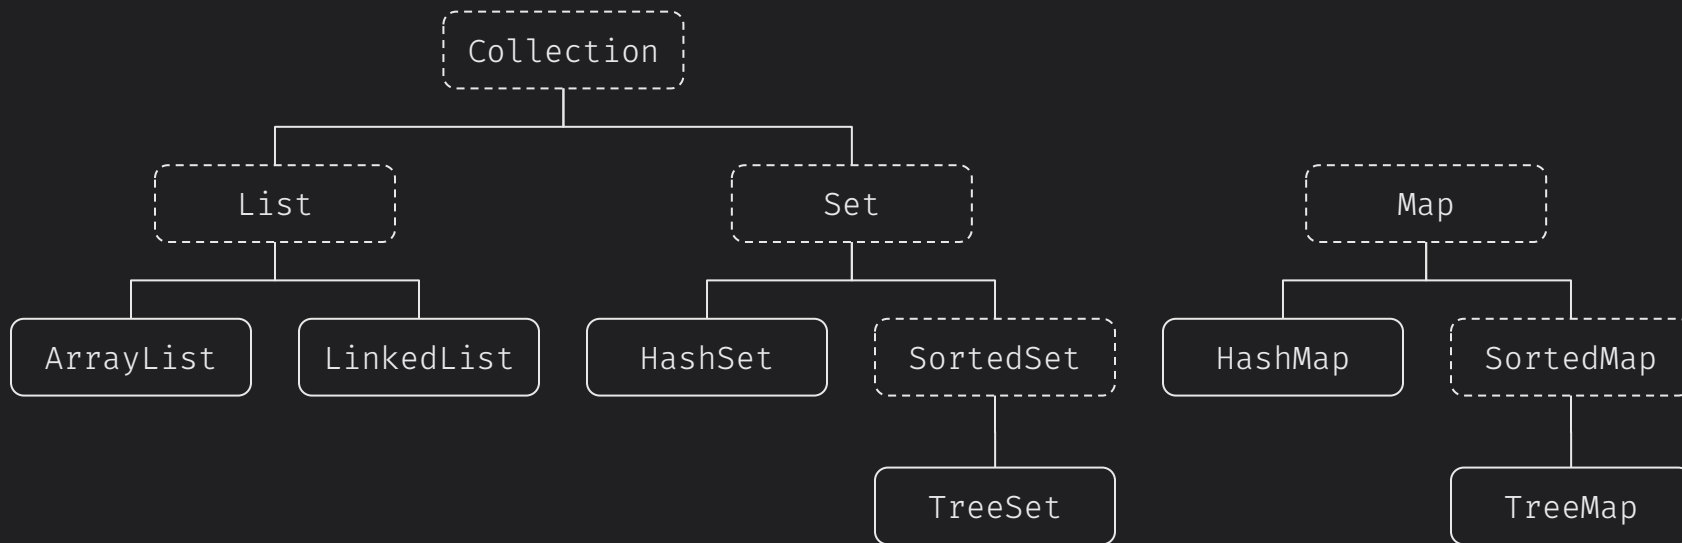 Collection
List
Set
Map
ArrayList
LinkedList
HashSet
SortedSet
HashMap
SortedMap
TreeSet
TreeMap